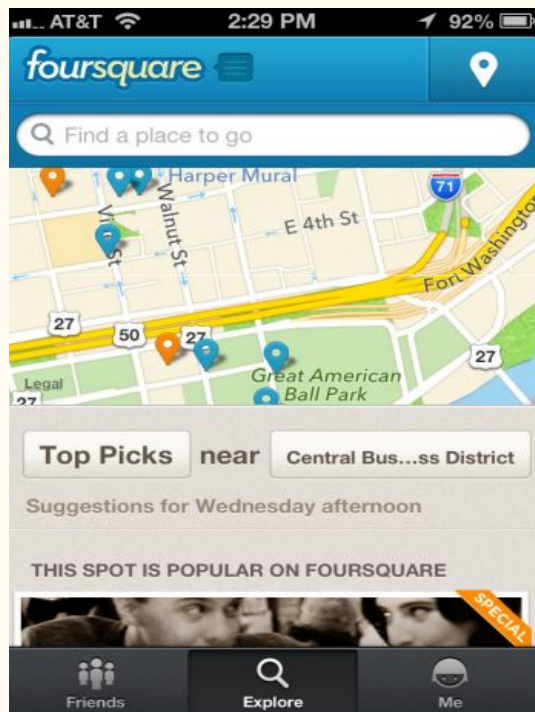 AT&T 2:29 PM 92%
foursquare
Find a place to go
Harper Mural
71
Walnut St
E 4th St
Fort Washington
27
50
27
27
Great American
Ball Park
Legal
27
Top Picks near Central Bus...ss District
Suggestions for Wednesday afternoon
THIS SPOT IS POPULAR ON FOURSQUARE
SPECIAL
Friends Explore Me